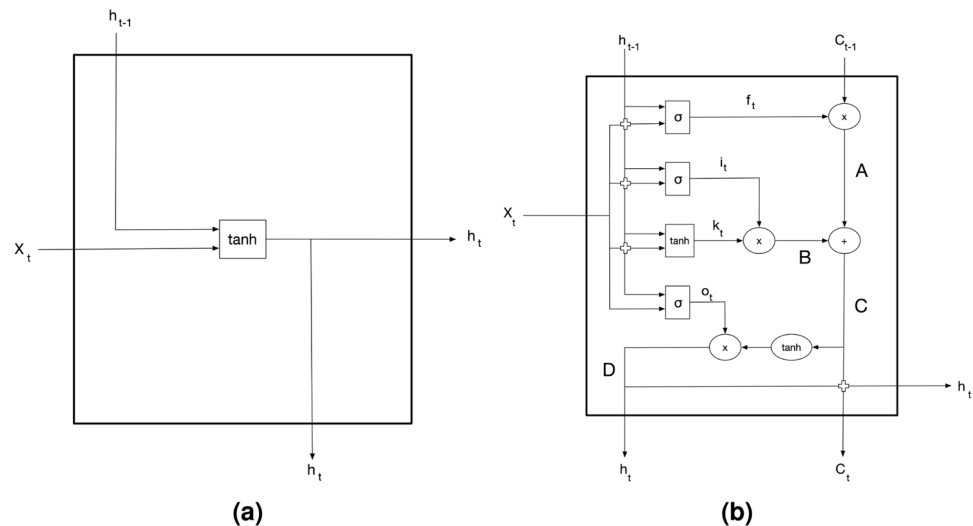 h t-1
tanh
X t
h t
h t
(a)
h t-1
C t-1
σ
f t
x
σ
i t
A
X t
tanh
k t
x
B
+
σ
o t
C
x
tanh
D
h t
h t
C t
(b)